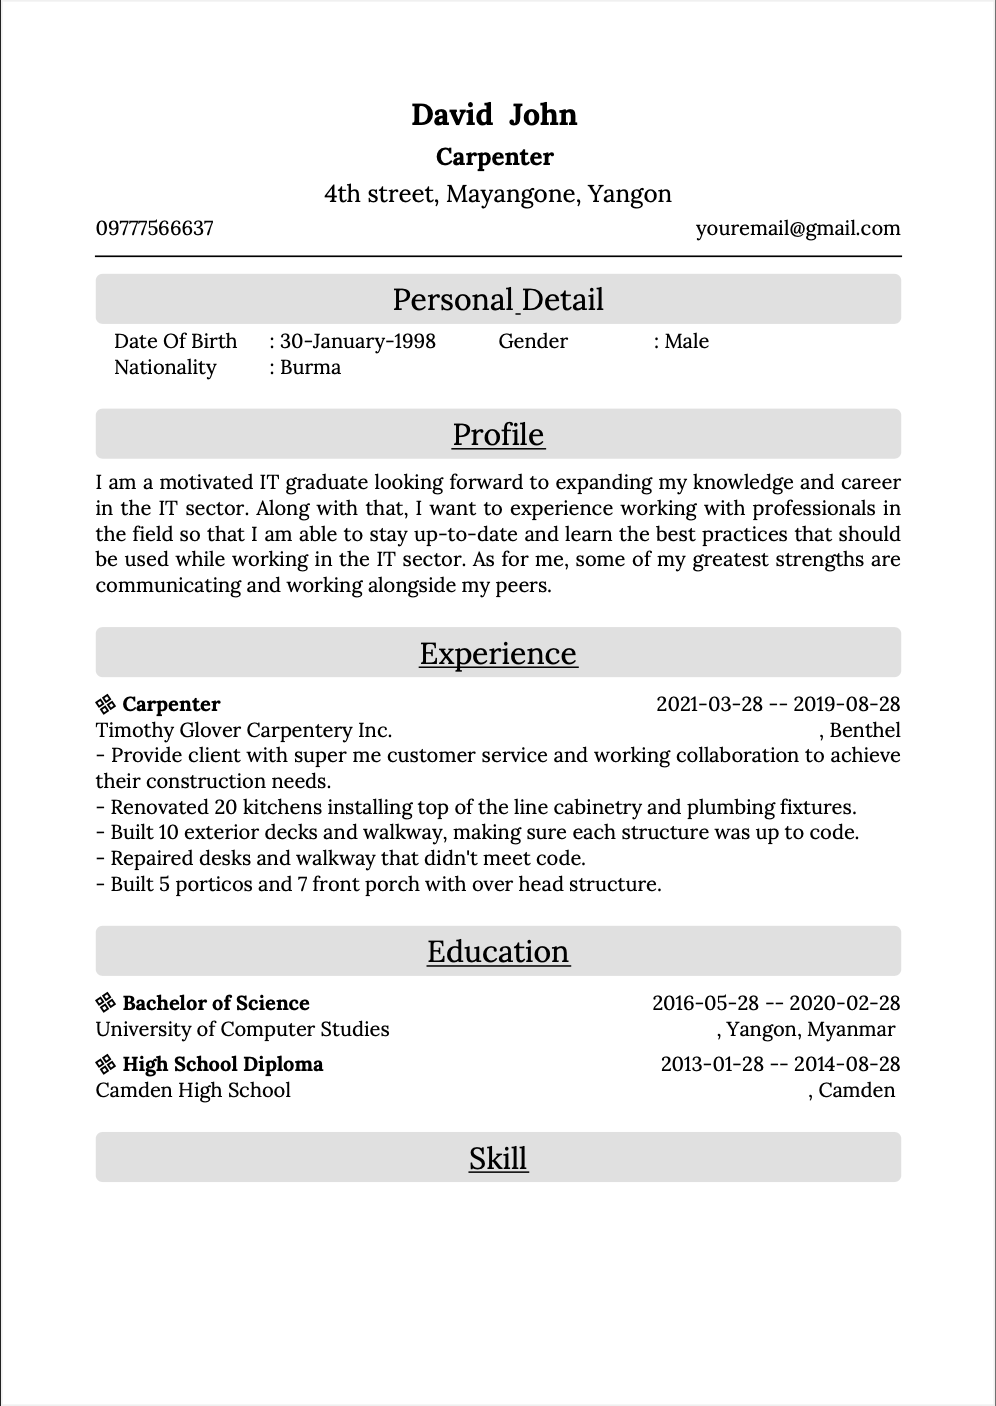 David John
Carpenter
4th street, Mayangone, Yangon
09777566637 youremail@gmail.com
Personal Detail
Date Of Birth : 30-January-1998 Gender : Male
Nationality : Burma
Profile
I am a motivated IT graduate looking forward to expanding my knowledge and career
in the IT sector. Along with that, I want to experience working with professionals in
the field so that I am able to stay up-to-date and learn the best practices that should
be used while working in the IT sector. As for me, some of my greatest strengths are
communicating and working alongside my peers.
Experience
Carpenter 2021-03-28 -- 2019-08-28
Timothy Glover Carpentery Inc. , Benthel
- Provide client with super me customer service and working collaboration to achieve
their construction needs.
- Renovated 20 kitchens installing top of the line cabinetry and plumbing fixtures.
- Built 10 exterior decks and walkway, making sure each structure was up to code.
- Repaired desks and walkway that didn't meet code.
- Built 5 porticos and 7 front porch with over head structure.
Education
Bachelor of Science 2016-05-28 -- 2020-02-28
University of Computer Studies , Yangon, Myanmar
High School Diploma 2013-01-28 -- 2014-08-28
Camden High School , Camden
Skill